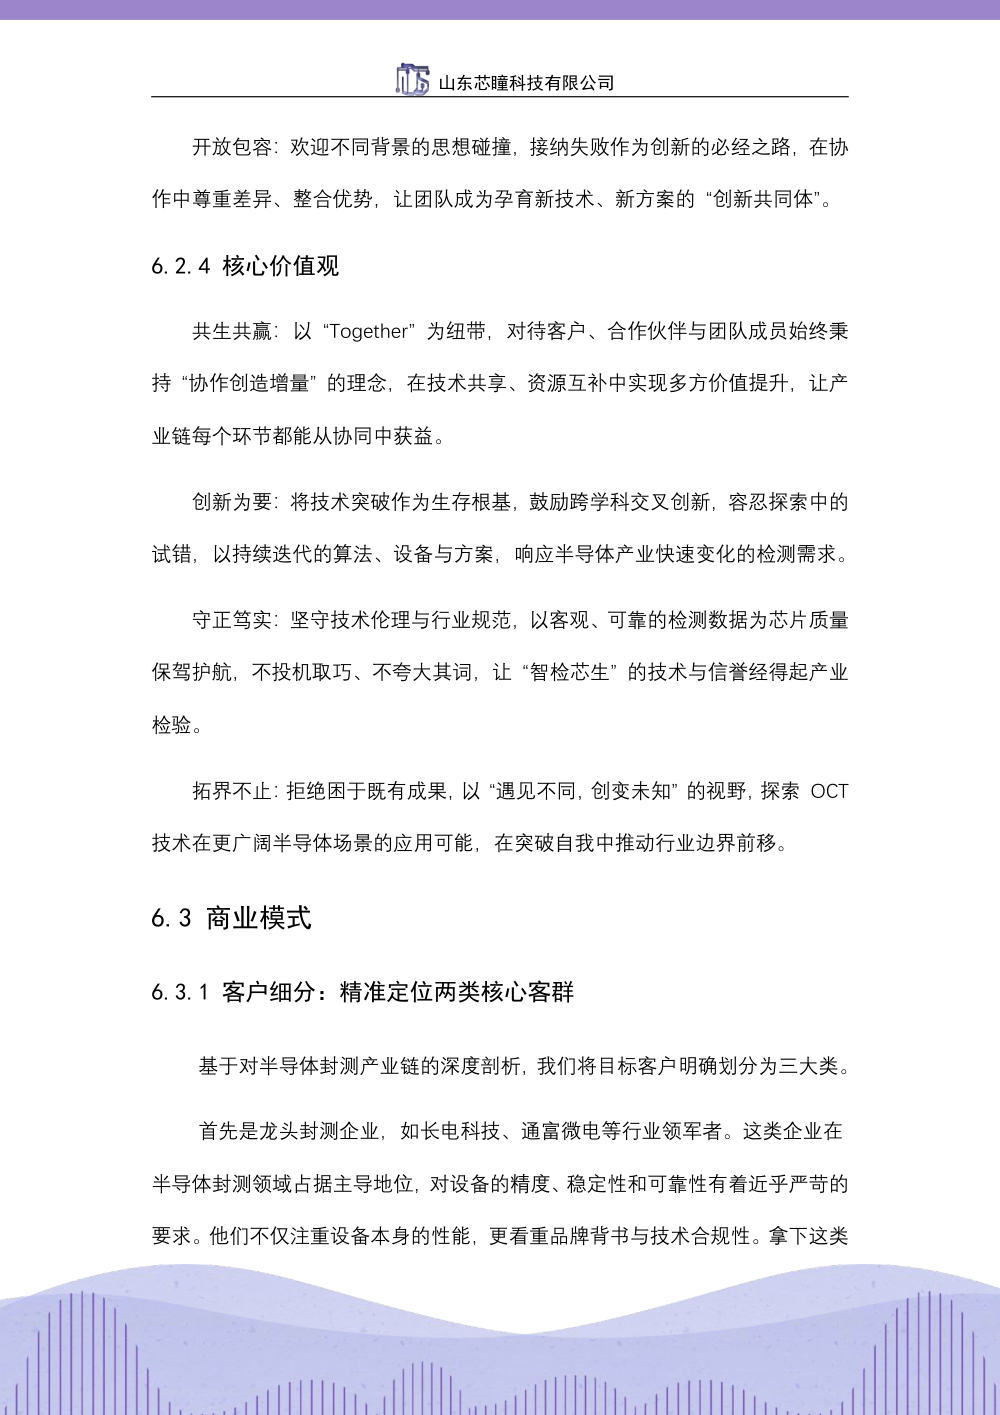 山东芯瞳科技有限公司
开放包容：欢迎不同背景的思想碰撞，接纳失败作为创新的必经之路，在协
作中尊重差异、整合优势，让团队成为孕育新技术、新方案的 “创新共同体”。
6.2.4 核心价值观
共生共赢：以 “Together” 为纽带，对待客户、合作伙伴与团队成员始终秉
持 “协作创造增量” 的理念，在技术共享、资源互补中实现多方价值提升，让产
业链每个环节都能从协同中获益。
创新为要：将技术突破作为生存根基，鼓励跨学科交叉创新，容忍探索中的
试错，以持续迭代的算法、设备与方案，响应半导体产业快速变化的检测需求。
守正笃实：坚守技术伦理与行业规范，以客观、可靠的检测数据为芯片质量
保驾护航，不投机取巧、不夸大其词，让 “智检芯生” 的技术与信誉经得起产业
检验。
拓界不止：拒绝困于既有成果，以 “遇见不同，创变未知” 的视野，探索 OCT
技术在更广阔半导体场景的应用可能，在突破自我中推动行业边界前移。
6.3 商业模式
6.3.1 客户细分：精准定位两类核心客群
基于对半导体封测产业链的深度剖析，我们将目标客户明确划分为三大类。
首先是龙头封测企业，如长电科技、通富微电等行业领军者。这类企业在
半导体封测领域占据主导地位，对设备的精度、稳定性和可靠性有着近乎严苛的
要求。他们不仅注重设备本身的性能，更看重品牌背书与技术合规性。拿下这类